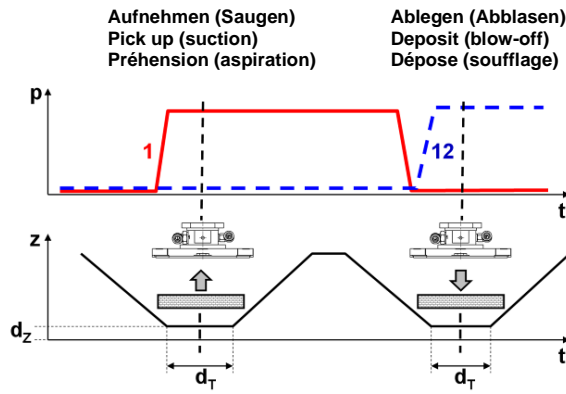 Aufnehmen (Saugen)
Pick up (suction)
Préhension (aspiration)
Ablegen (Abblasen)
Deposit (blow-off)
Dépose (soufflage)
p
1
12
t
z
dZ
t
dT
dT